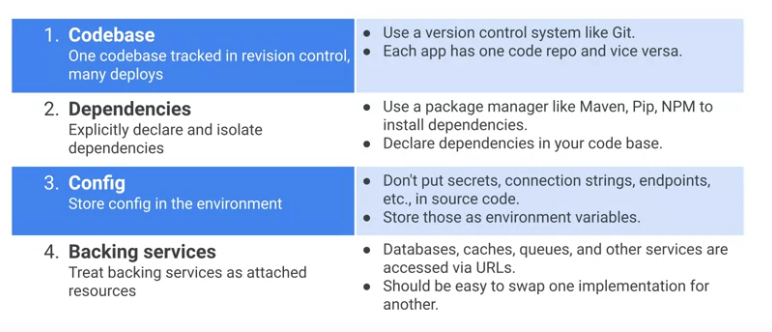 1. Codebase
One codebase tracked in revision control,
many deploys
● Use a version control system like Git.
● Each app has one code repo and vice versa.
2. Dependencies
Explicitly declare and isolate
dependencies
● Use a package manager like Maven, Pip, NPM to
install dependencies.
● Declare dependencies in your code base.
3. Config
Store config in the environment
● Don't put secrets, connection strings, endpoints,
etc., in source code.
● Store those as environment variables.
4. Backing services
Treat backing services as attached
resources
● Databases, caches, queues, and other services are
accessed via URLs.
● Should be easy to swap one implementation for
another.